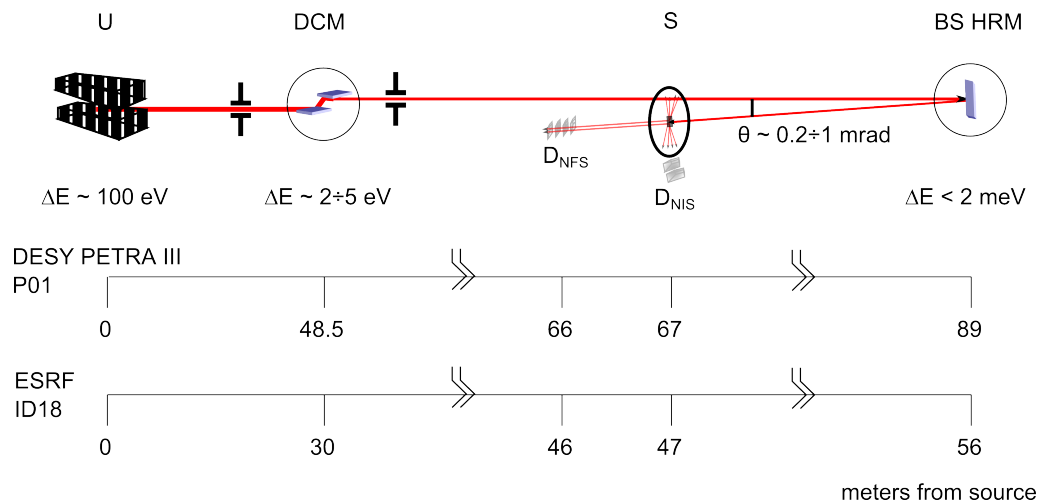 U DCM S BS HRM
θ ~ 0.2÷1 mrad
D_NFS
D_NIS
ΔE ~ 100 eV ΔE ~ 2÷5 eV ΔE < 2 meV
DESY PETRA III
P01
0 48.5 66 67 89
ESRF
ID18
0 30 46 47 56
meters from source